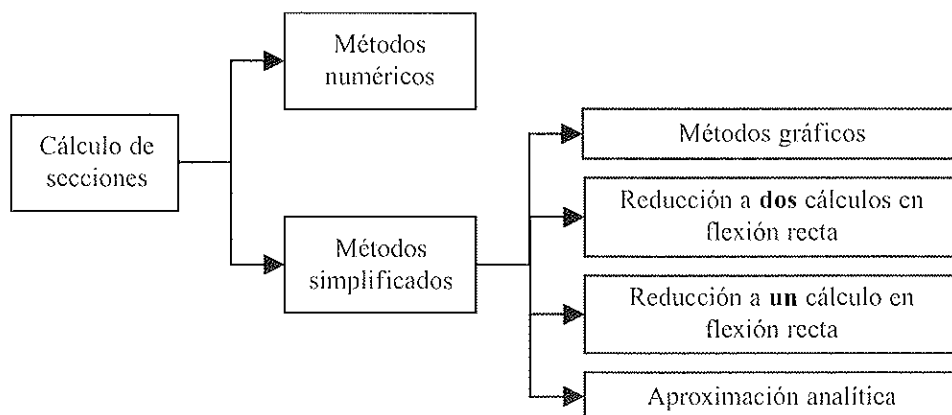 Cálculo de
secciones
Métodos
numéricos
Métodos
simplificados
Métodos gráficos
Reducción a dos cálculos en
flexión recta
Reducción a un cálculo en
flexión recta
Aproximación analítica